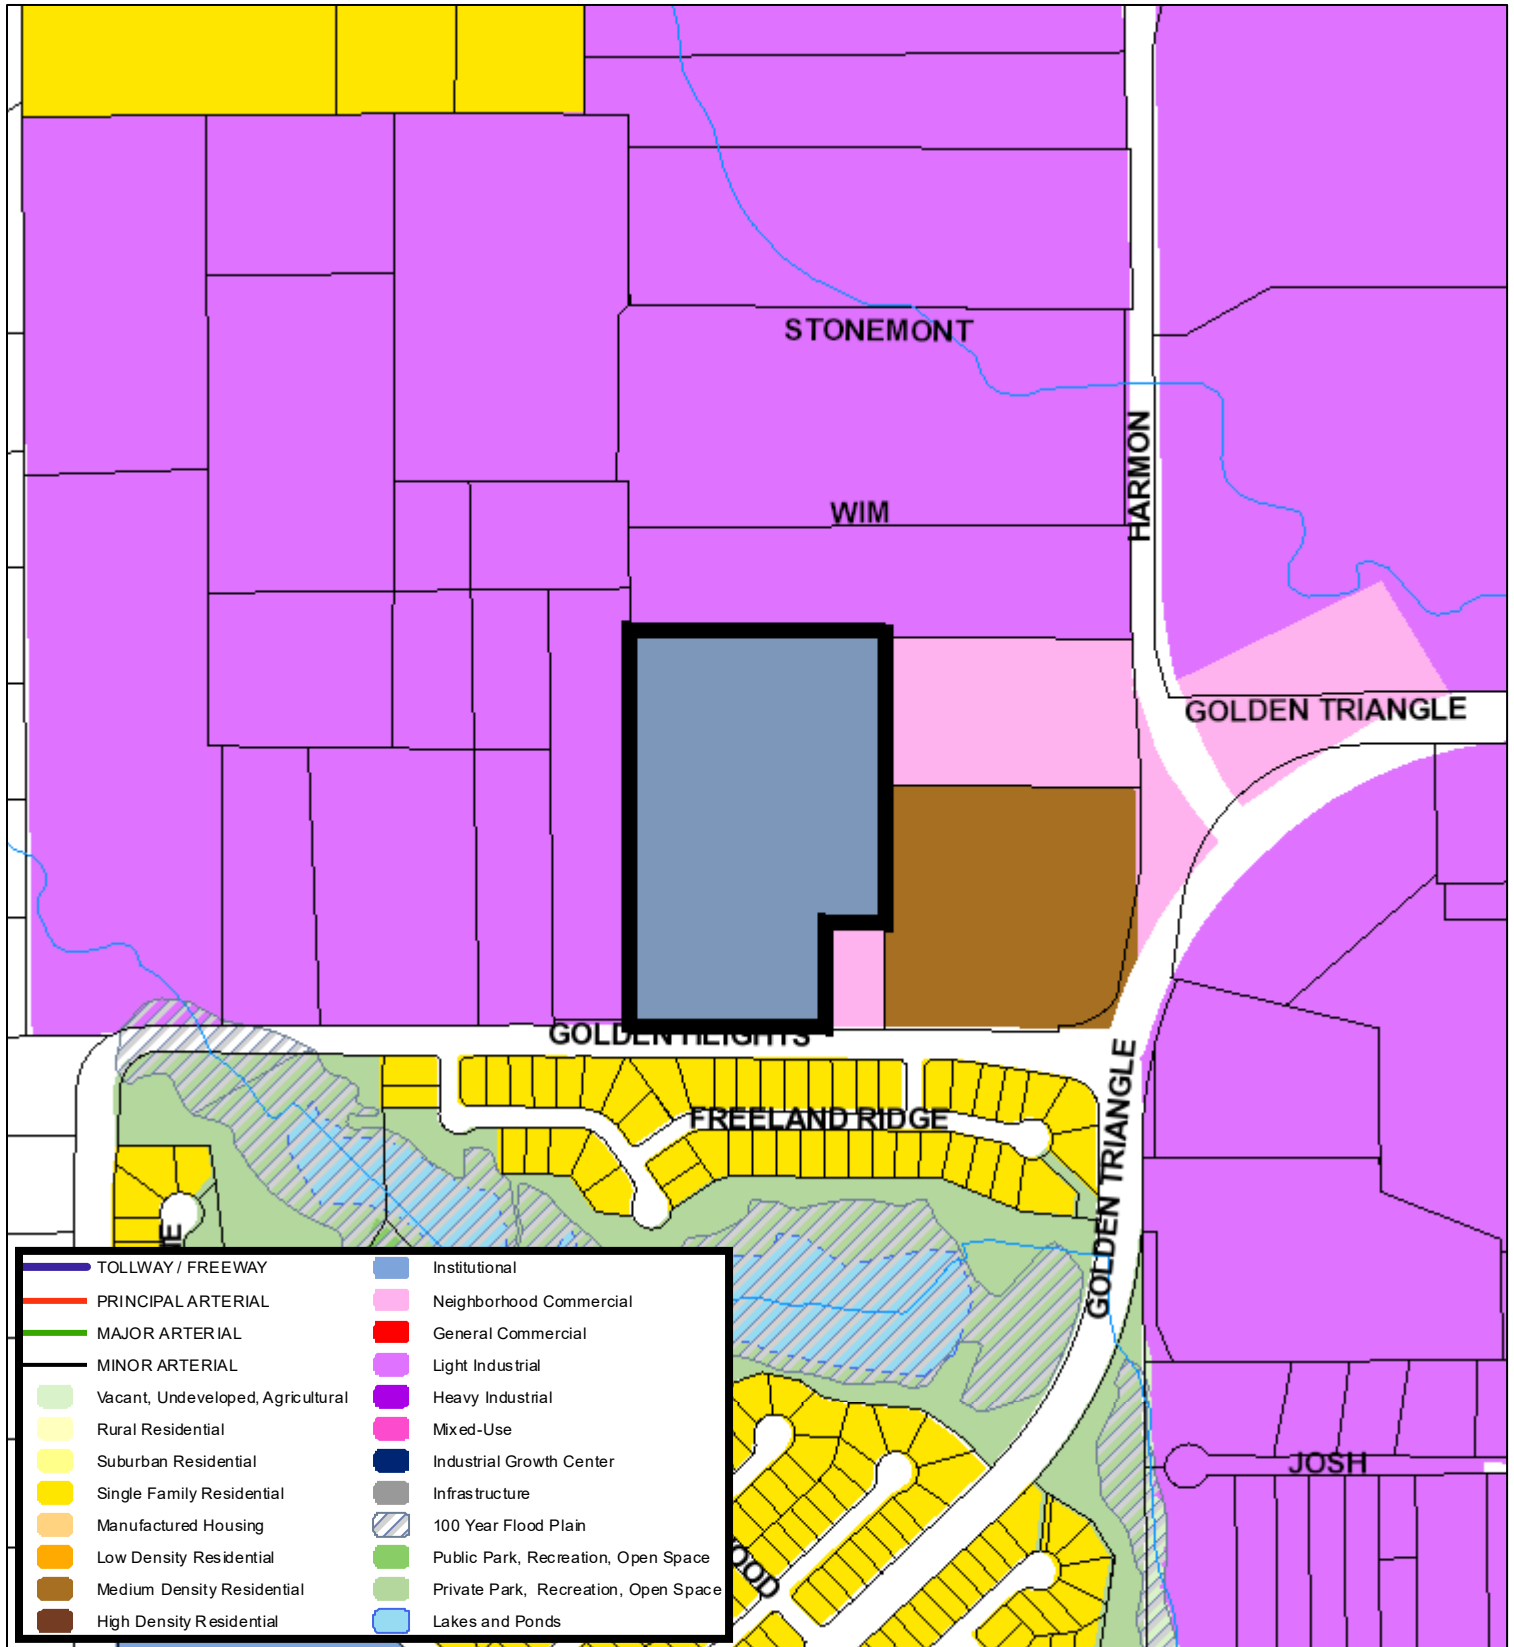 STONEMONT
HARMON
WIM
GOLDEN TRIANGLE
GOLDEN HEIGHTS
FREELAND RIDGE
GOLDEN TRIANGLE
JOSH
TOLLWAY / FREEWAY
PRINCIPAL ARTERIAL
MAJOR ARTERIAL
MINOR ARTERIAL
Vacant, Undeveloped, Agricultural
Rural Residential
Suburban Residential
Single Family Residential
Manufactured Housing
Low Density Residential
Medium Density Residential
High Density Residential
Institutional
Neighborhood Commercial
General Commercial
Light Industrial
Heavy Industrial
Mixed-Use
Industrial Growth Center
Infrastructure
100 Year Flood Plain
Public Park, Recreation, Open Space
Private Park, Recreation, Open Space
Lakes and Ponds